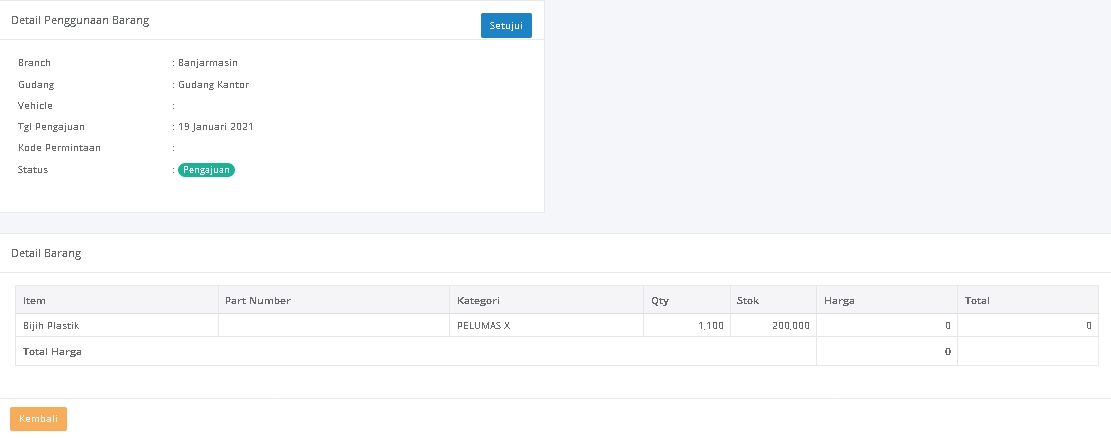 Detail Penggunaan Barang
Setujui
Branch : Banjarmasin
Gudang : Gudang Kantor
Vehicle :
Tgl Pengajuan : 19 Januari 2021
Kode Permintaan :
Status : Pengajuan
Detail Barang
Item Part Number Kategori Qty Stok Harga Total
Bijih Plastik PELUMAS X 1,100 200,000 0 0
Total Harga 0
Kembali